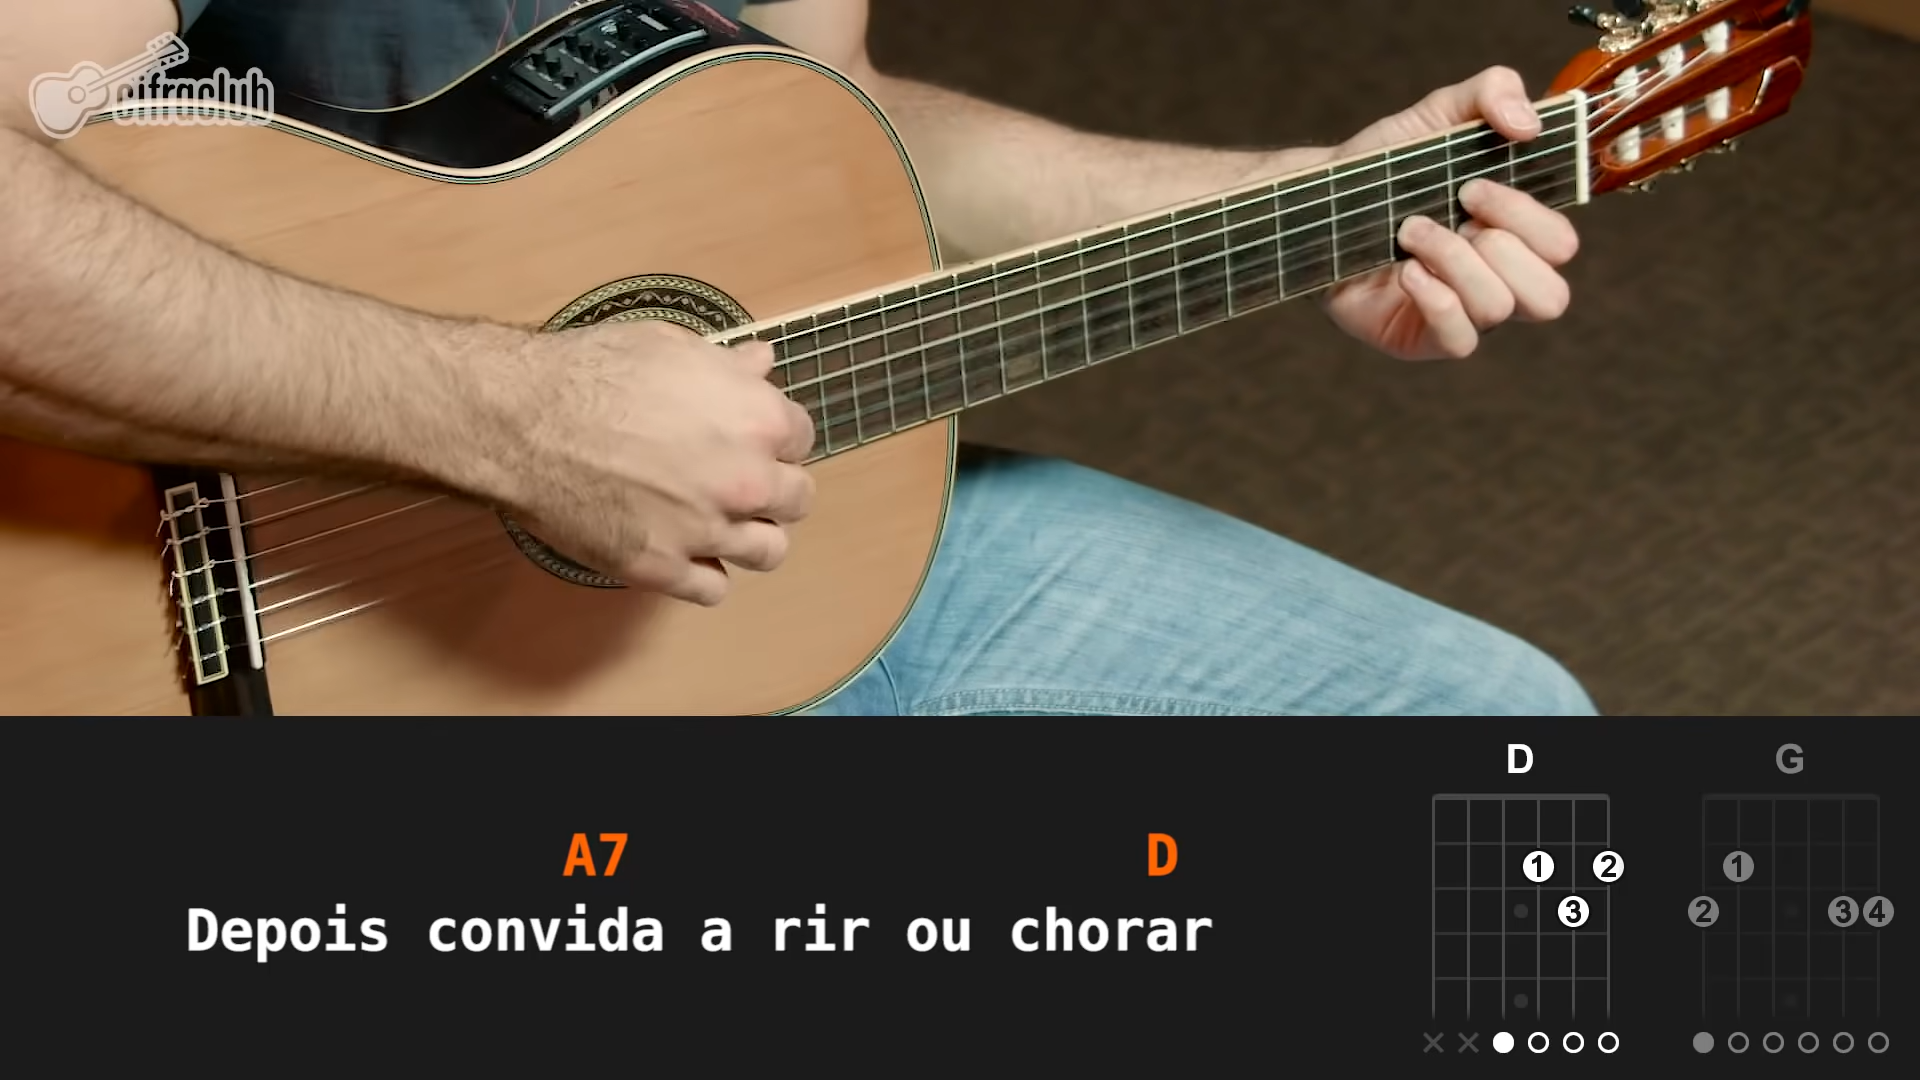 cifraclub
D G
1 2 1
3 2 3 4
A7 D
Depois convida a rir ou chorar